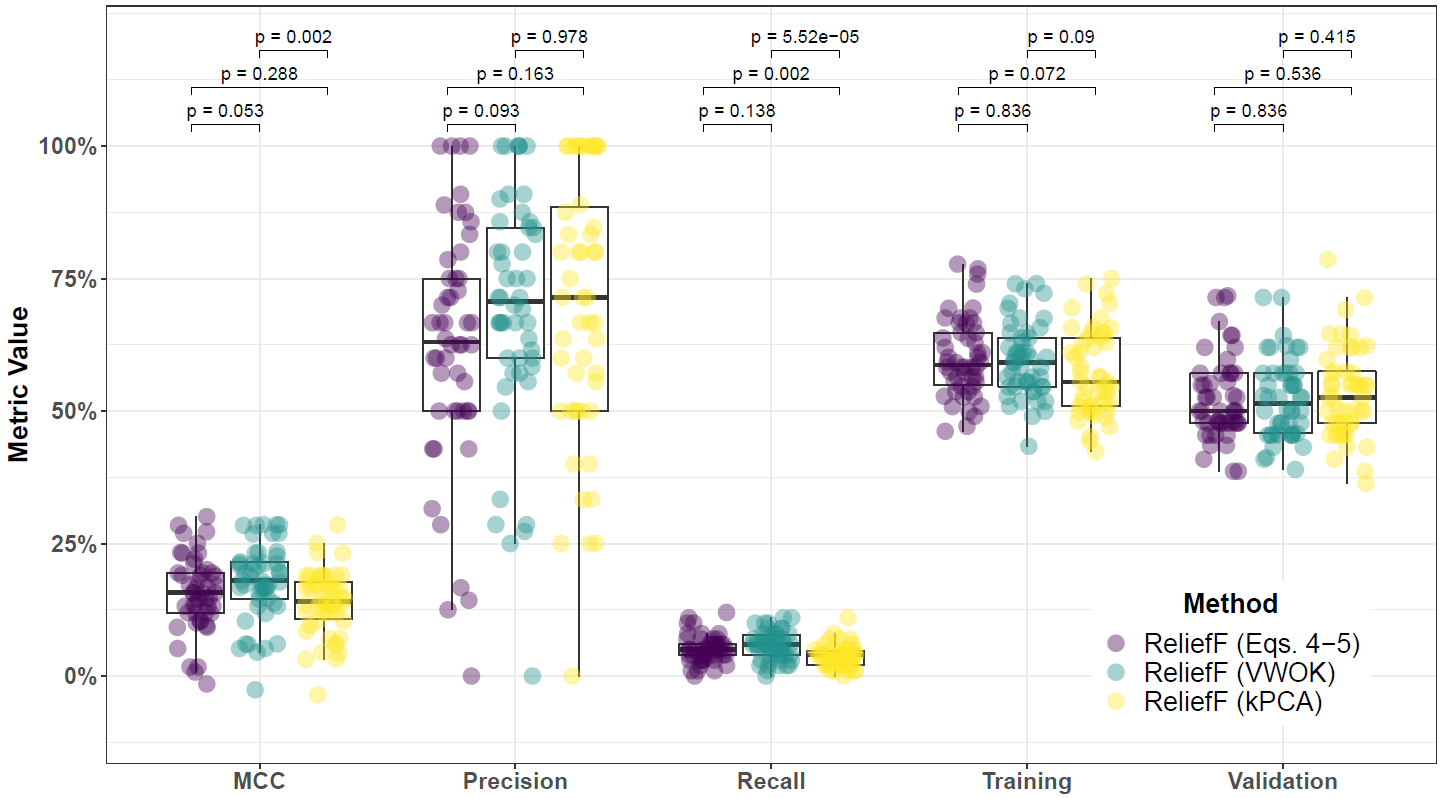 p = 0.002
p = 0.978
p = 5.52e−05
p = 0.09
p = 0.415
p = 0.288
p = 0.163
p = 0.002
p = 0.072
p = 0.536
p = 0.053
p = 0.093
p = 0.138
p = 0.836
p = 0.836
100%
75%
50%
25%
0%
Metric Value
Method
ReliefF (Eqs. 4−5)
ReliefF (VWOK)
ReliefF (kPCA)
MCC
Precision
Recall
Training
Validation